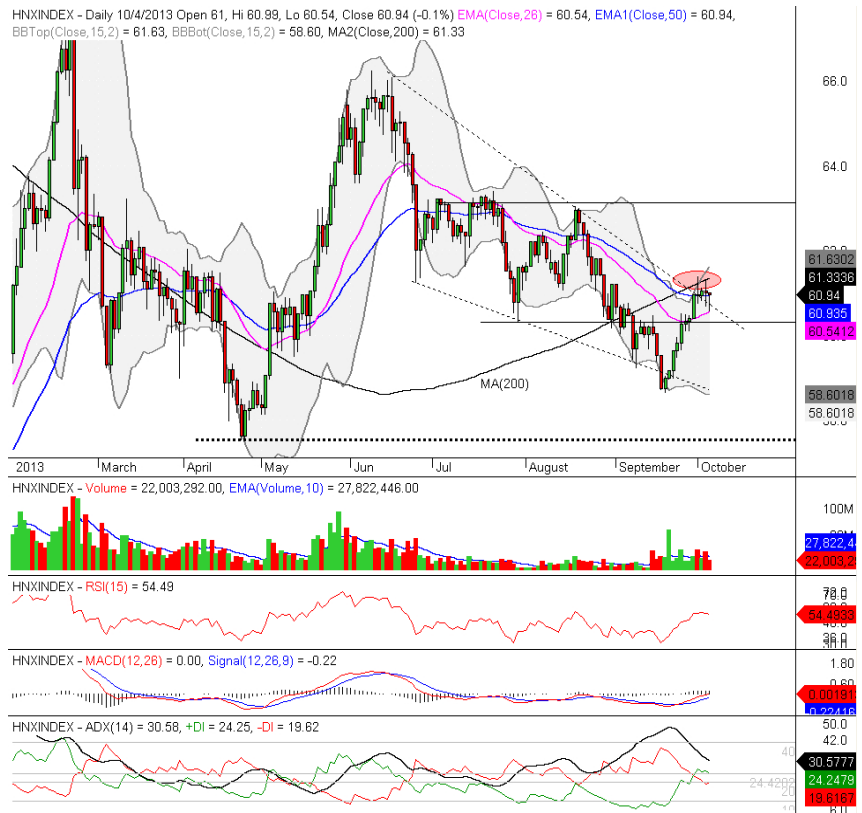 HNXINDEX - Daily 10/4/2013 Open 61, Hi 60.99, Lo 60.54, Close 60.94 (-0.1%) EMA(Close,26) = 60.54, EMA1(Close,50) = 60.94,
BBTop(Close,15,2) = 61.63, BBBot(Close,15,2) = 58.60, MA2(Close,200) = 61.33
66.0
64.0
61.6302
61.3336
60.94
60.935
60.5412
MA(200)
58.6018
58.6018
2013 March April May Jun Jul August September October
HNXINDEX - Volume = 22,003,292.00, EMA(Volume,10) = 27,822,446.00
100M
27,822,4
22,003,2
HNXINDEX - RSI(15) = 54.49
54.4933
30.0
HNXINDEX - MACD(12,26) = 0.00, Signal(12,26,9) = -0.22
1.80
0.60
0.00191
0.22416
HNXINDEX - ADX(14) = 30.58, +DI = 24.25, -DI = 19.62
50.0
42.0
40
30.5777
24.2479
19.6167